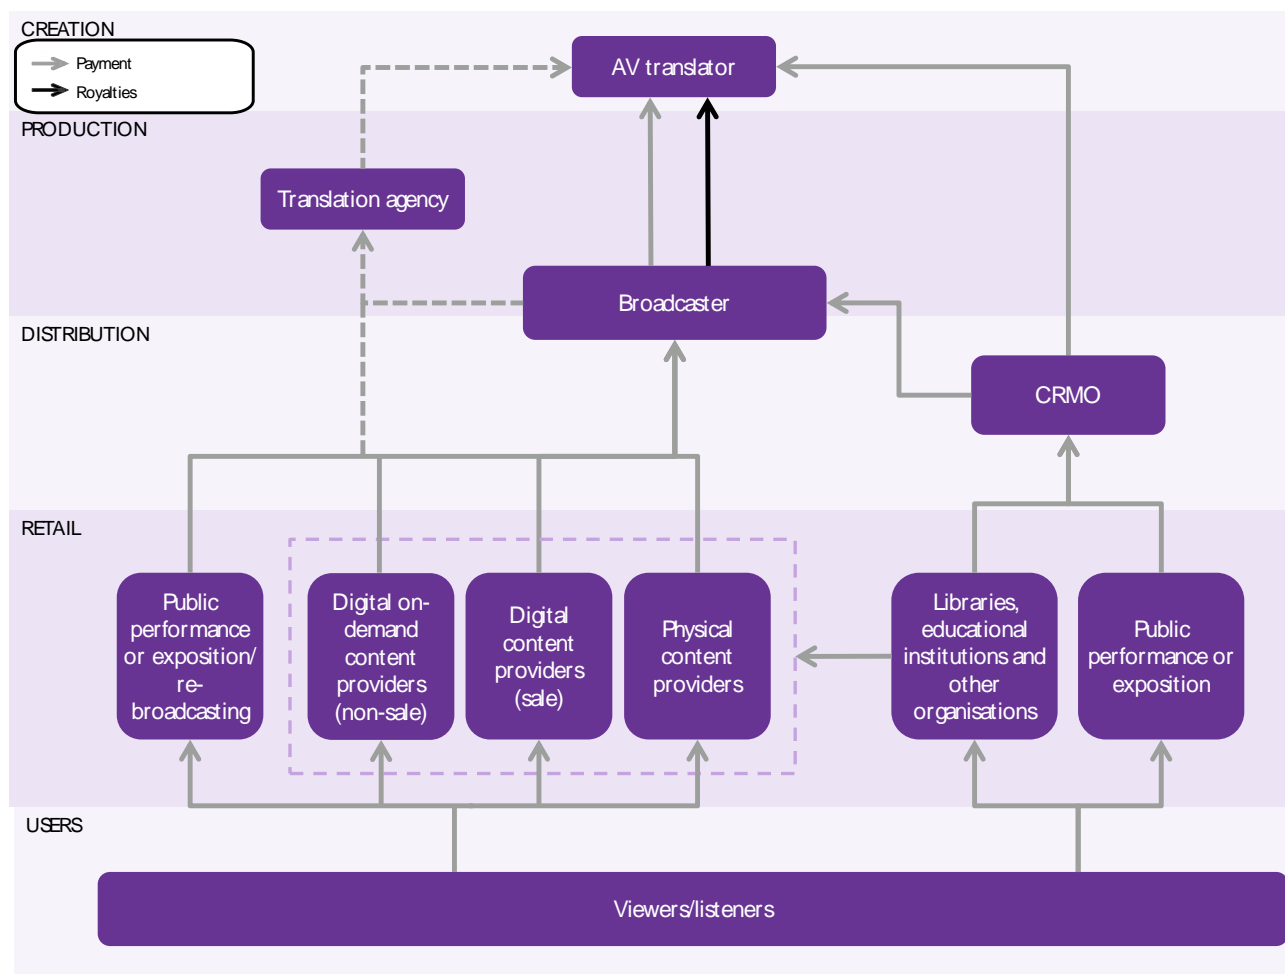 CREATION
Payment
Royalties
AV translator
PRODUCTION
Translation agency
Broadcaster
DISTRIBUTION
CRMO
RETAIL
Public
performance
or exposition/
re-
broadcasting
Digital on-
demand
content
providers
(non-sale)
Digital
content
providers
(sale)
Physical
content
providers
Libraries,
educational
institutions and
other
organisations
Public
performance or
exposition
USERS
Viewers/listeners